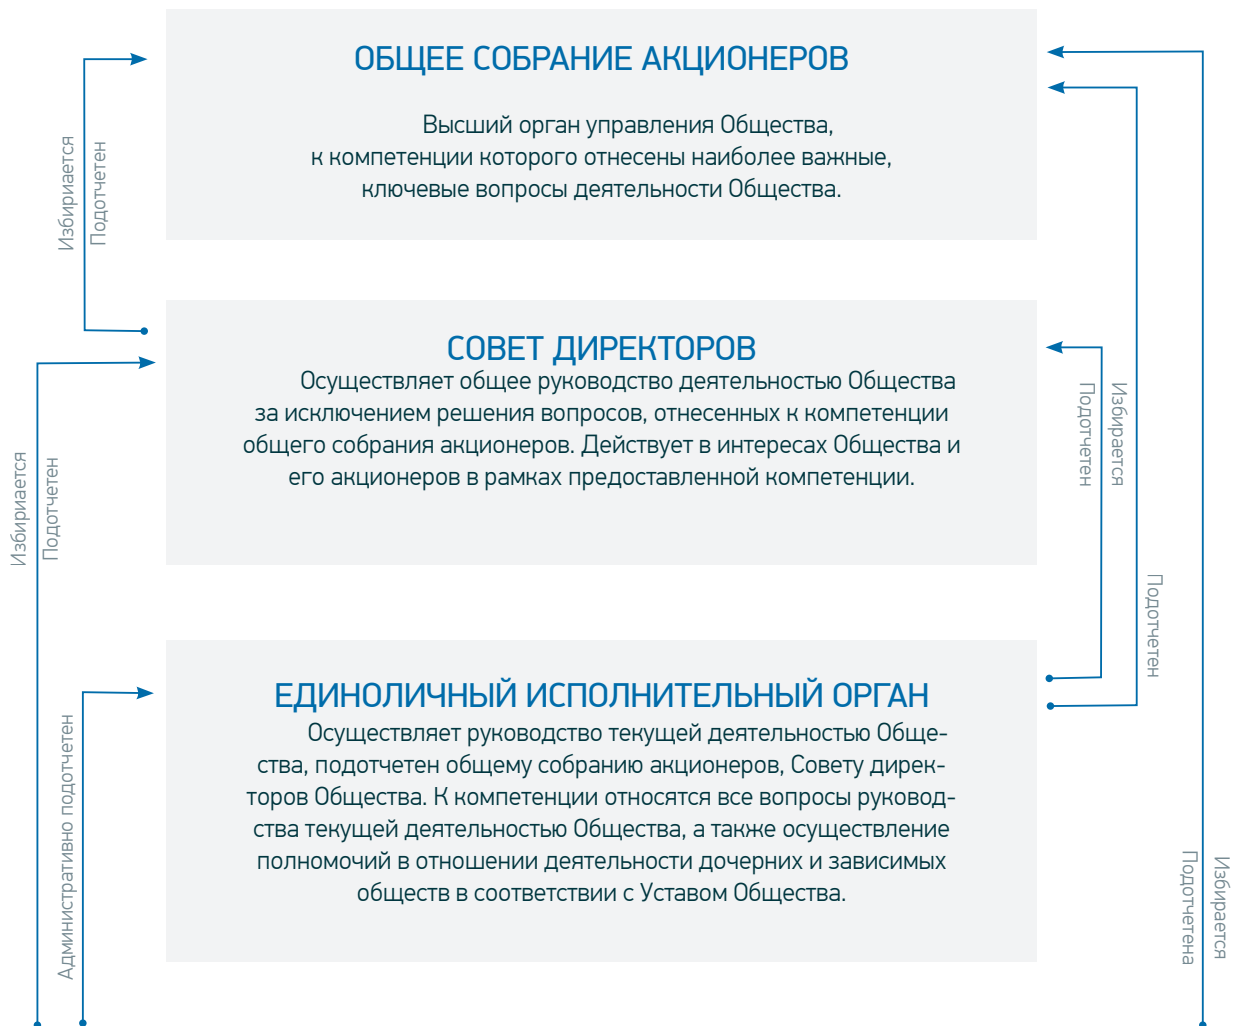 ОБЩЕЕ СОБРАНИЕ АКЦИОНЕРОВ
Высший орган управления Общества,
к компетенции которого отнесены наиболее важные,
ключевые вопросы деятельности Общества.
Избириается
Подотчетен
СОВЕТ ДИРЕКТОРОВ
Осуществляет общее руководство деятельностью Общества
за исключением решения вопросов, отнесенных к компетенции
общего собрания акционеров. Действует в интересах Общества и
его акционеров в рамках предоставленной компетенции.
Избириается
Подотчетен
Избирается
Подотчетен
Подотчетен
ЕДИНОЛИЧНЫЙ ИСПОЛНИТЕЛЬНЫЙ ОРГАН
Осуществляет руководство текущей деятельностью Обще-
ства, подотчетен общему собранию акционеров, Совету дирек-
торов Общества. К компетенции относятся все вопросы руковод-
ства текущей деятельностью Общества, а также осуществление
полномочий в отношении деятельности дочерних и зависимых
обществ в соответствии с Уставом Общества.
Административно подотчетен
Избирается
Подотчетена